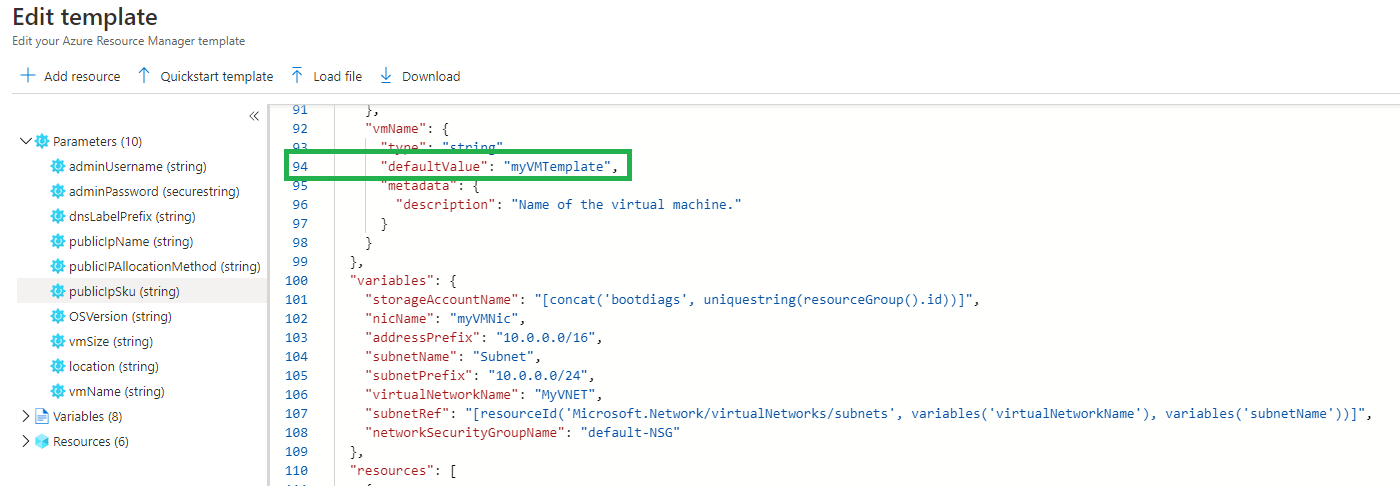 Edit template
Edit your Azure Resource Manager template
Add resource
Quickstart template
Load file
Download
Parameters (10)
adminUsername (string)
adminPassword (securestring)
dnsLabelPrefix (string)
publicIpName (string)
publicIPAllocationMethod (string)
publicIpSku (string)
OSVersion (string)
vmSize (string)
location (string)
vmName (string)
Variables (8)
Resources (6)
91 },
92 "vmName": {
93 "type": "string"
94 "defaultValue": "myVMTemplate",
95 "metadata": {
96 "description": "Name of the virtual machine."
97 }
98 }
99 },
100 "variables": {
101 "storageAccountName": "[concat('bootdiags', uniquestring(resourceGroup().id))]",
102 "nicName": "myVMNic",
103 "addressPrefix": "10.0.0.0/16",
104 "subnetName": "Subnet",
105 "subnetPrefix": "10.0.0.0/24",
106 "virtualNetworkName": "MyVNET",
107 "subnetRef": "[resourceId('Microsoft.Network/virtualNetworks/subnets', variables('virtualNetworkName'), variables('subnetName'))]",
108 "networkSecurityGroupName": "default-NSG"
109 },
110 "resources": [